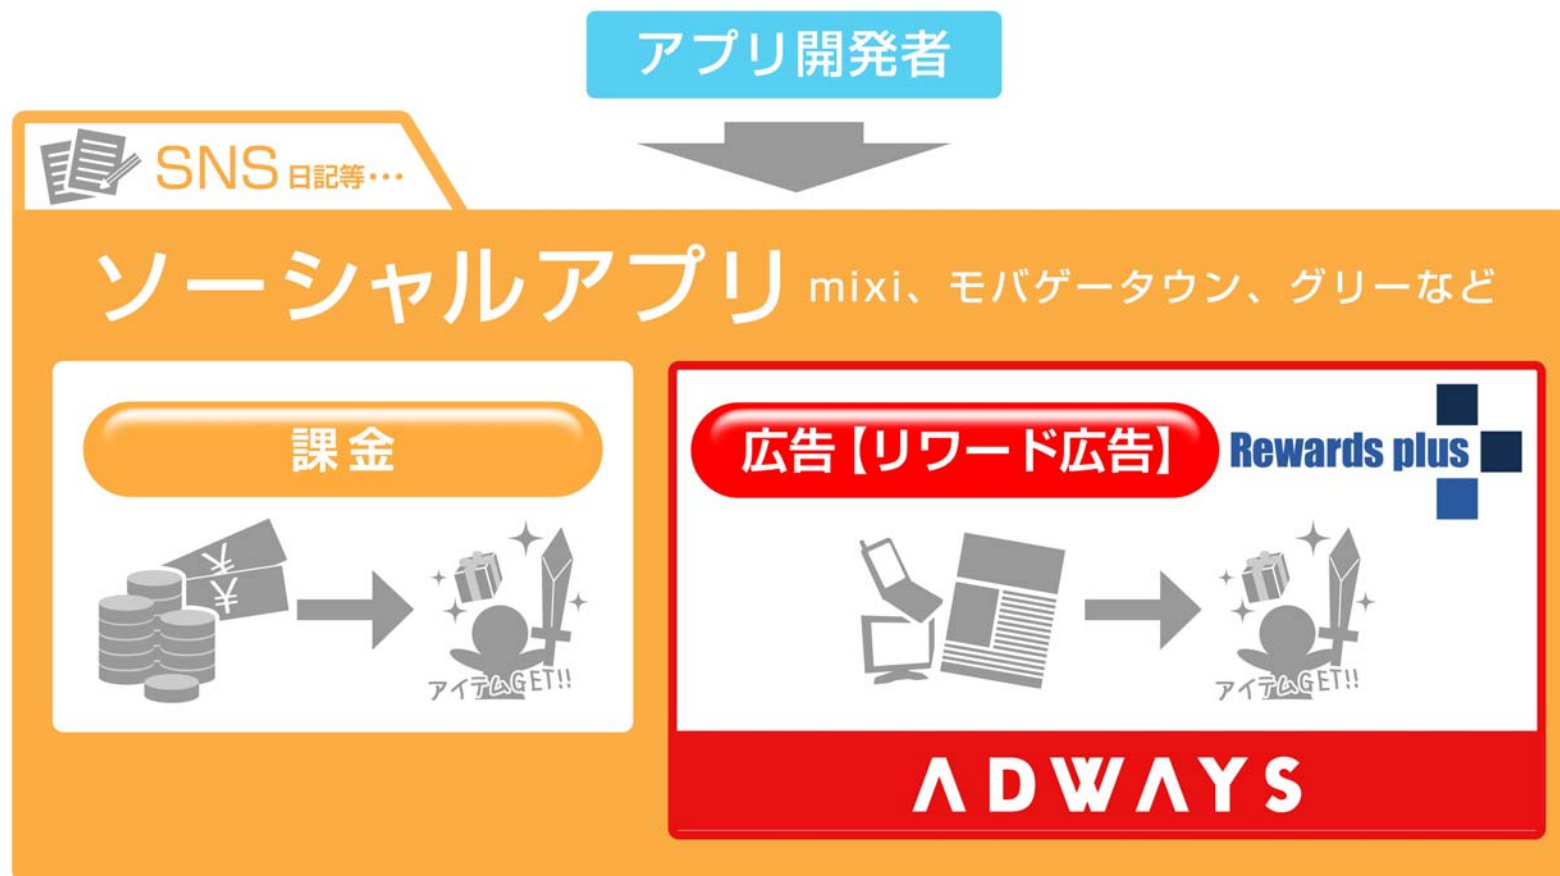 アプリ開発者
SNS 日記等…
ソーシャルアプリ mixi、モバゲータウン、グリーなど
課金
広告【リワード広告】
Rewards plus
アイテムGET!!
アイテムGET!!
ADWAYS